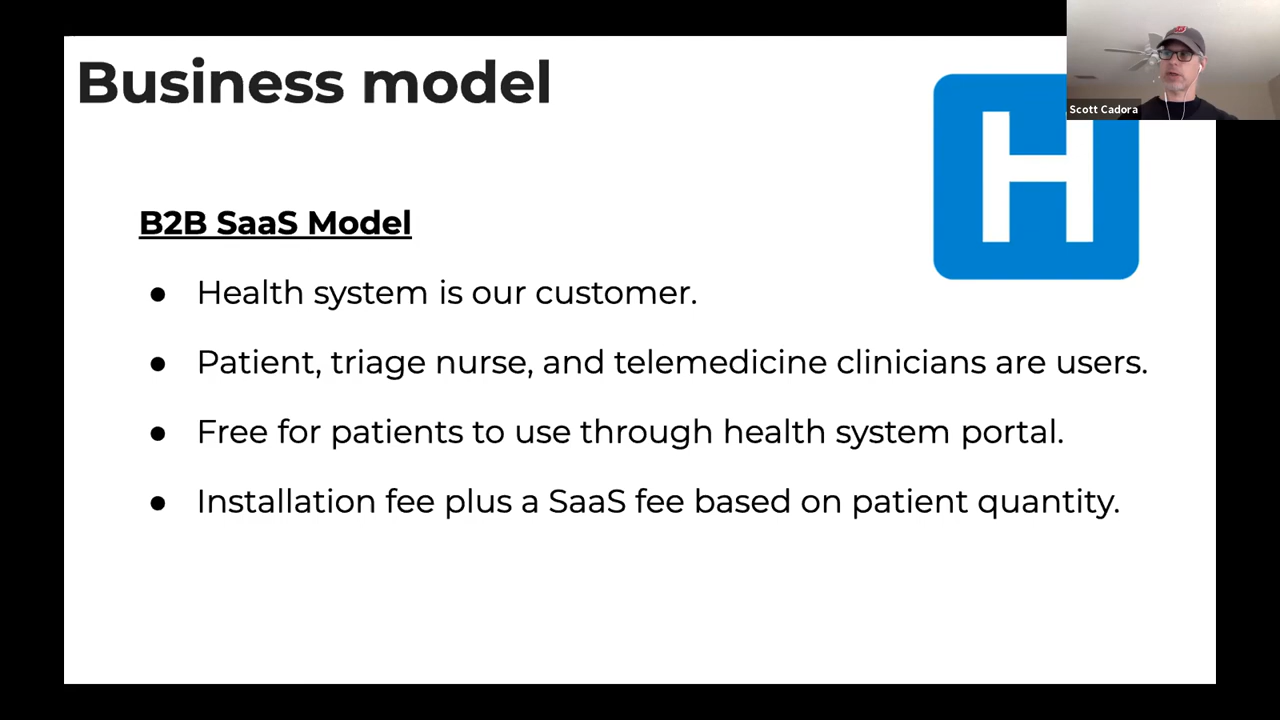 Business model
H
Scott Cadora
B2B SaaS Model
● Health system is our customer.
● Patient, triage nurse, and telemedicine clinicians are users.
● Free for patients to use through health system portal.
● Installation fee plus a SaaS fee based on patient quantity.